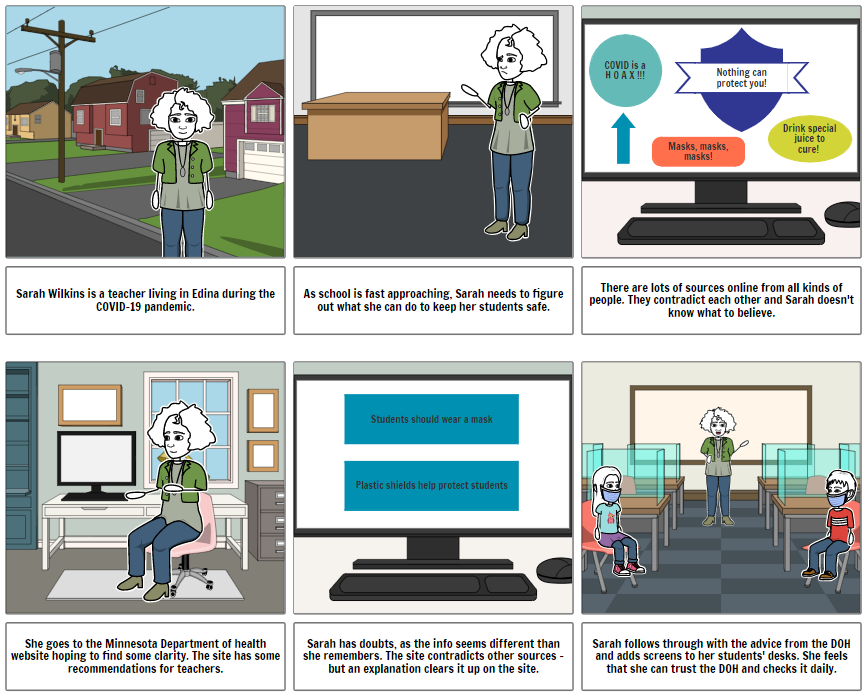 COVID is a
H O A X !!!
Nothing can
protect you!
Masks, masks,
masks!
Drink special
juice to
cure!
Sarah Wilkins is a teacher living in Edina during the
COVID-19 pandemic.
As school is fast approaching, Sarah needs to figure
out what she can do to keep her students safe.
There are lots of sources online from all kinds of
people. They contradict each other and Sarah doesn't
know what to believe.
Students should wear a mask
Plastic shields help protect students
She goes to the Minnesota Department of health
website hoping to find some clarity. The site has some
recommendations for teachers.
Sarah has doubts, as the info seems different than
she remembers. The site contradicts other sources -
but an explanation clears it up on the site.
Sarah follows through with the advice from the DOH
and adds screens to her students' desks. She feels
that she can trust the DOH and checks it daily.